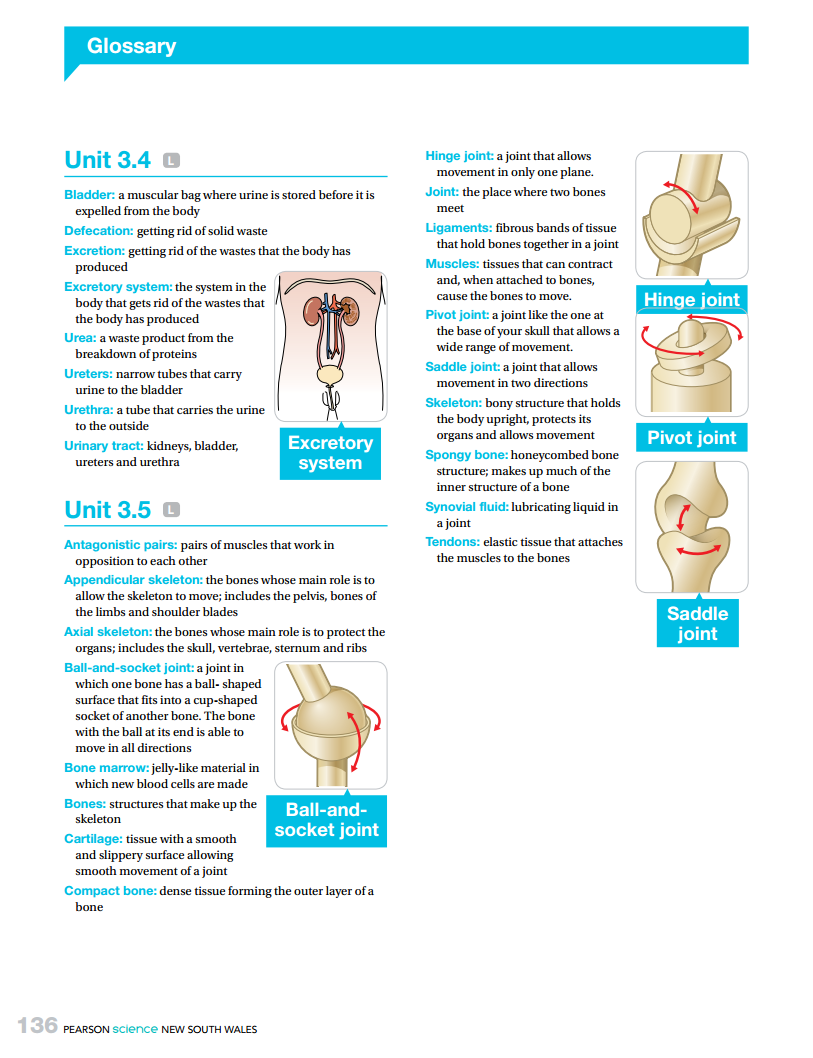 Glossary
Unit 3.4 L
Bladder: a muscular bag where urine is stored before it is
expelled from the body
Defecation: getting rid of solid waste
Excretion: getting rid of the wastes that the body has
produced
Excretory system: the system in the
body that gets rid of the wastes that
the body has produced
Urea: a waste product from the
breakdown of proteins
Ureters: narrow tubes that carry
urine to the bladder
Urethra: a tube that carries the urine
to the outside
Urinary tract: kidneys, bladder,
ureters and urethra
Excretory
system
Unit 3.5 L
Antagonistic pairs: pairs of muscles that work in
opposition to each other
Appendicular skeleton: the bones whose main role is to
allow the skeleton to move; includes the pelvis, bones of
the limbs and shoulder blades
Axial skeleton: the bones whose main role is to protect the
organs; includes the skull, vertebrae, sternum and ribs
Ball-and-socket joint: a joint in
which one bone has a ball- shaped
surface that fits into a cup-shaped
socket of another bone. The bone
with the ball at its end is able to
move in all directions
Bone marrow: jelly-like material in
which new blood cells are made
Bones: structures that make up the
skeleton
Cartilage: tissue with a smooth
and slippery surface allowing
smooth movement of a joint
Ball-and-
socket joint
Compact bone: dense tissue forming the outer layer of a
bone
Hinge joint: a joint that allows
movement in only one plane.
Joint: the place where two bones
meet
Ligaments: fibrous bands of tissue
that hold bones together in a joint
Muscles: tissues that can contract
and, when attached to bones,
cause the bones to move.
Pivot joint: a joint like the one at
the base of your skull that allows a
wide range of movement.
Saddle joint: a joint that allows
movement in two directions
Skeleton: bony structure that holds
the body upright, protects its
organs and allows movement
Spongy bone: honeycombed bone
structure; makes up much of the
inner structure of a bone
Synovial fluid: lubricating liquid in
a joint
Tendons: elastic tissue that attaches
the muscles to the bones
Hinge joint
Pivot joint
Saddle
joint
136 PEARSON science NEW SOUTH WALES